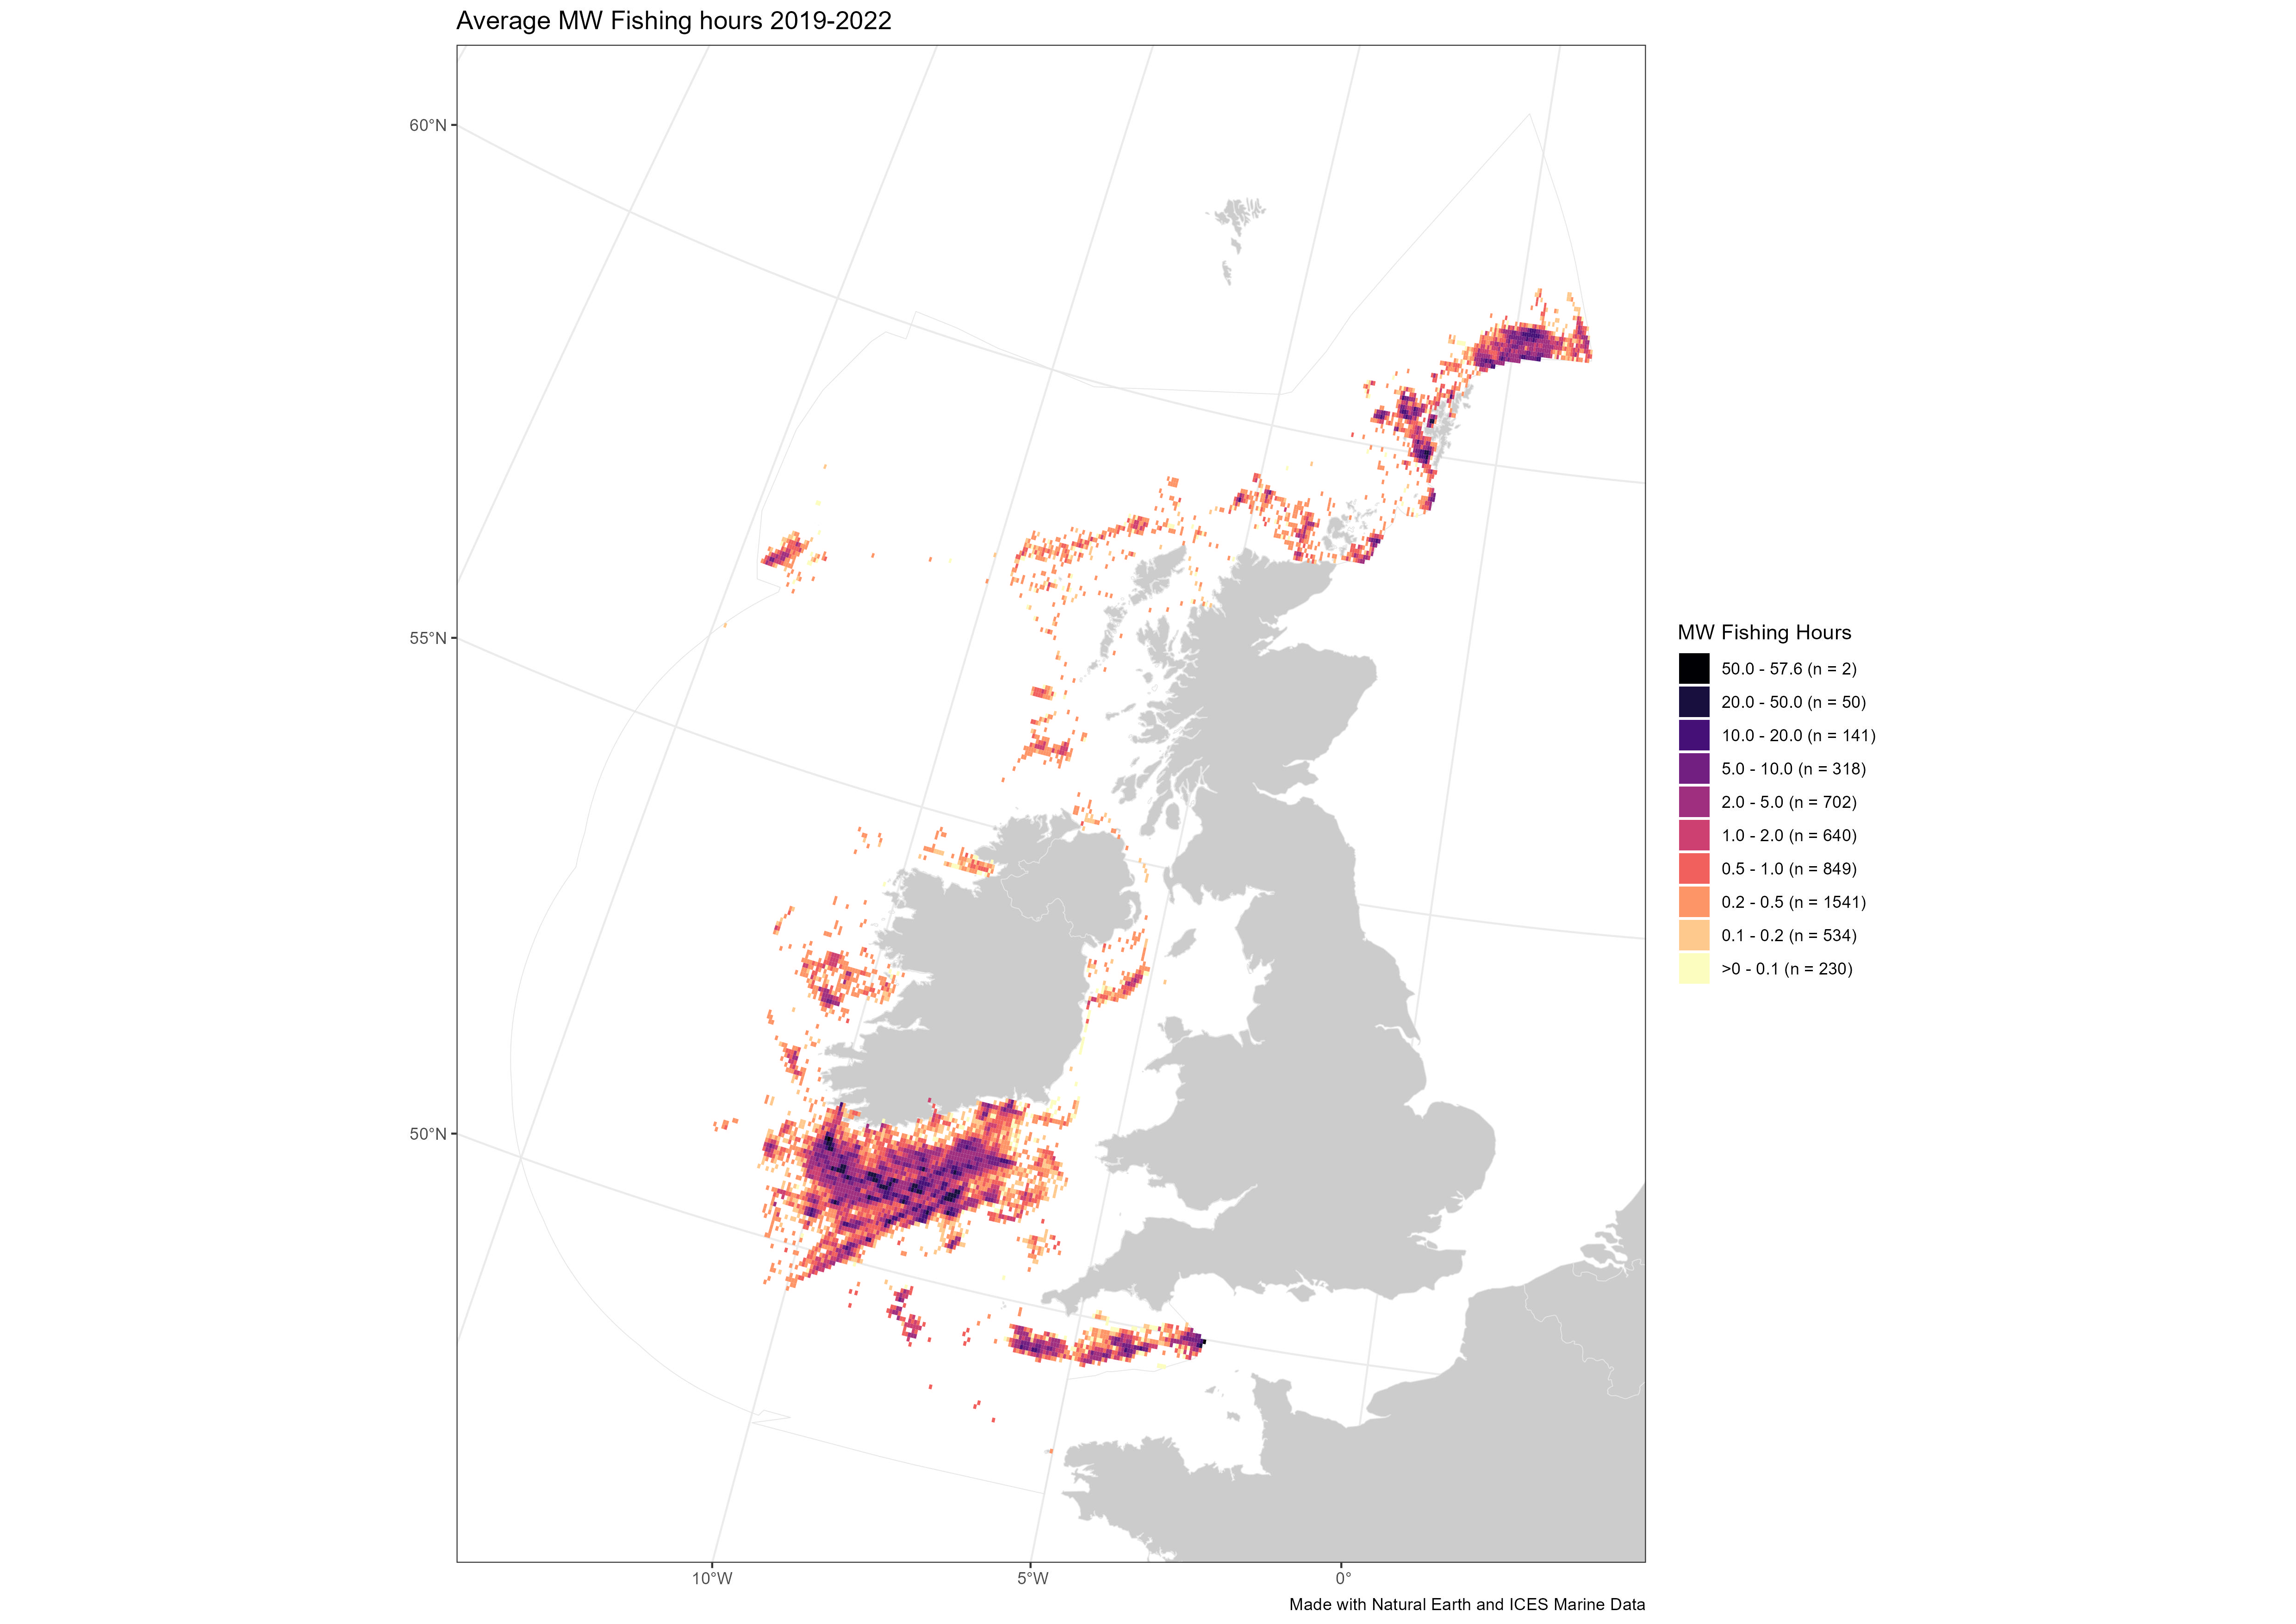 Average MW Fishing hours 2019-2022
60°N
55°N
50°N
10°W
5°W
0°
MW Fishing Hours
50.0 - 57.6 (n = 2)
20.0 - 50.0 (n = 50)
10.0 - 20.0 (n = 141)
5.0 - 10.0 (n = 318)
2.0 - 5.0 (n = 702)
1.0 - 2.0 (n = 640)
0.5 - 1.0 (n = 849)
0.2 - 0.5 (n = 1541)
0.1 - 0.2 (n = 534)
>0 - 0.1 (n = 230)
Made with Natural Earth and ICES Marine Data